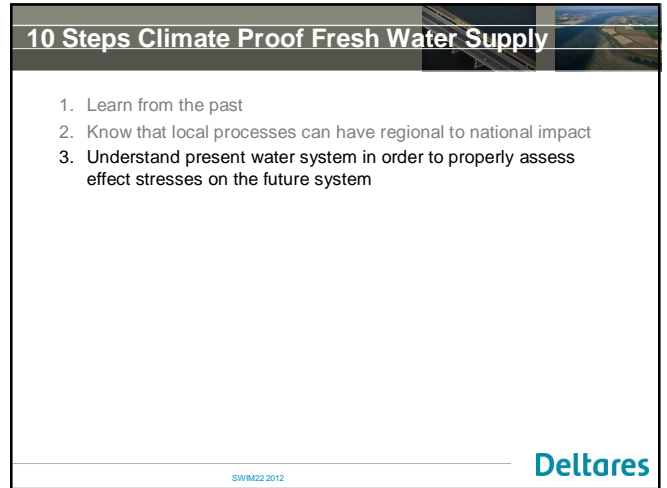 10 Steps Climate Proof Fresh Water Supply
1. Learn from the past
2. Know that local processes can have regional to national impact
3. Understand present water system in order to properly assess
effect stresses on the future system
SWIM22 2012
Deltares